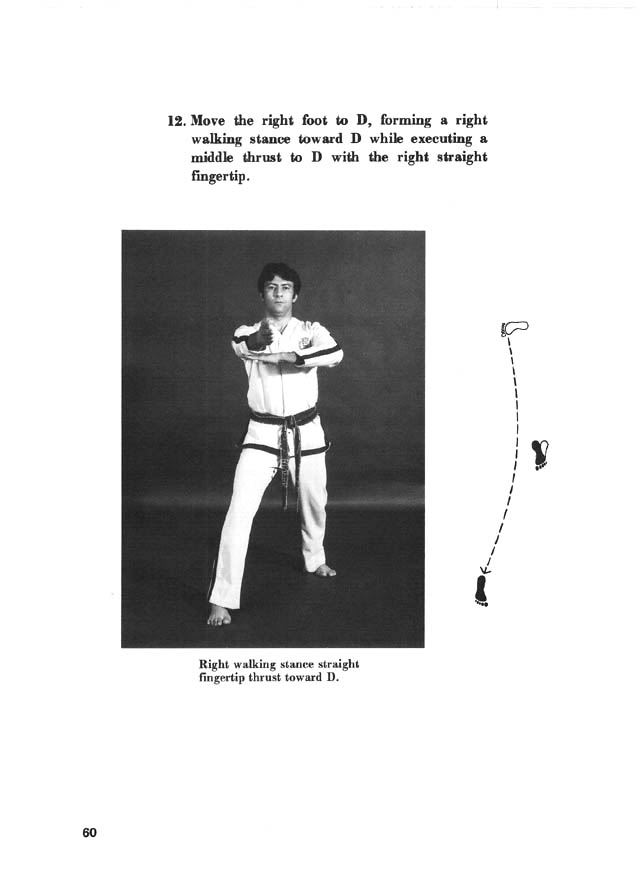 12. Move the right foot to D, forming a right
walking stance toward D while executing a
middle thrust to D with the right straight
fingertip.
Right walking stance straight
fingertip thrust toward D.
60